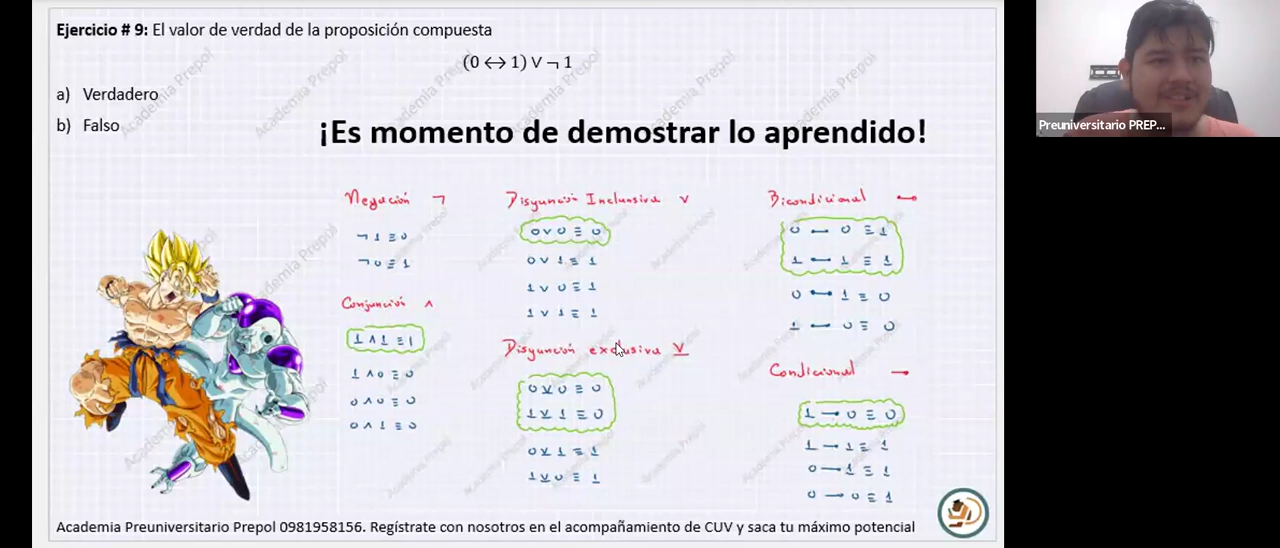 Ejercicio # 9: El valor de verdad de la proposición compuesta
(0 ↔ 1) ∨ ¬ 1
a) Verdadero
b) Falso
¡Es momento de demostrar lo aprendido!
Negación ¬
¬ 1 ≡ 0
¬ 0 ≡ 1
Conjunción ∧
1 ∧ 1 ≡ 1
1 ∧ 0 ≡ 0
0 ∧ 0 ≡ 0
0 ∧ 1 ≡ 0
Disyunción Inclusiva ∨
0 ∨ 0 ≡ 0
0 ∨ 1 ≡ 1
1 ∨ 0 ≡ 1
1 ∨ 1 ≡ 1
Disyunción exclusiva ⊻
0 ⊻ 0 ≡ 0
1 ⊻ 1 ≡ 0
0 ⊻ 1 ≡ 1
1 ⊻ 0 ≡ 1
Bicondicional ↔
0 ↔ 0 ≡ 1
1 ↔ 1 ≡ 1
0 ↔ 1 ≡ 0
1 ↔ 0 ≡ 0
Condicional →
1 → 0 ≡ 0
1 → 1 ≡ 1
0 → 1 ≡ 1
0 → 0 ≡ 1
Academia Preuniversitario Prepol 0981958156. Regístrate con nosotros en el acompañamiento de CUV y saca tu máximo potencial
Preuniversitario PREP...
Academia Prepol